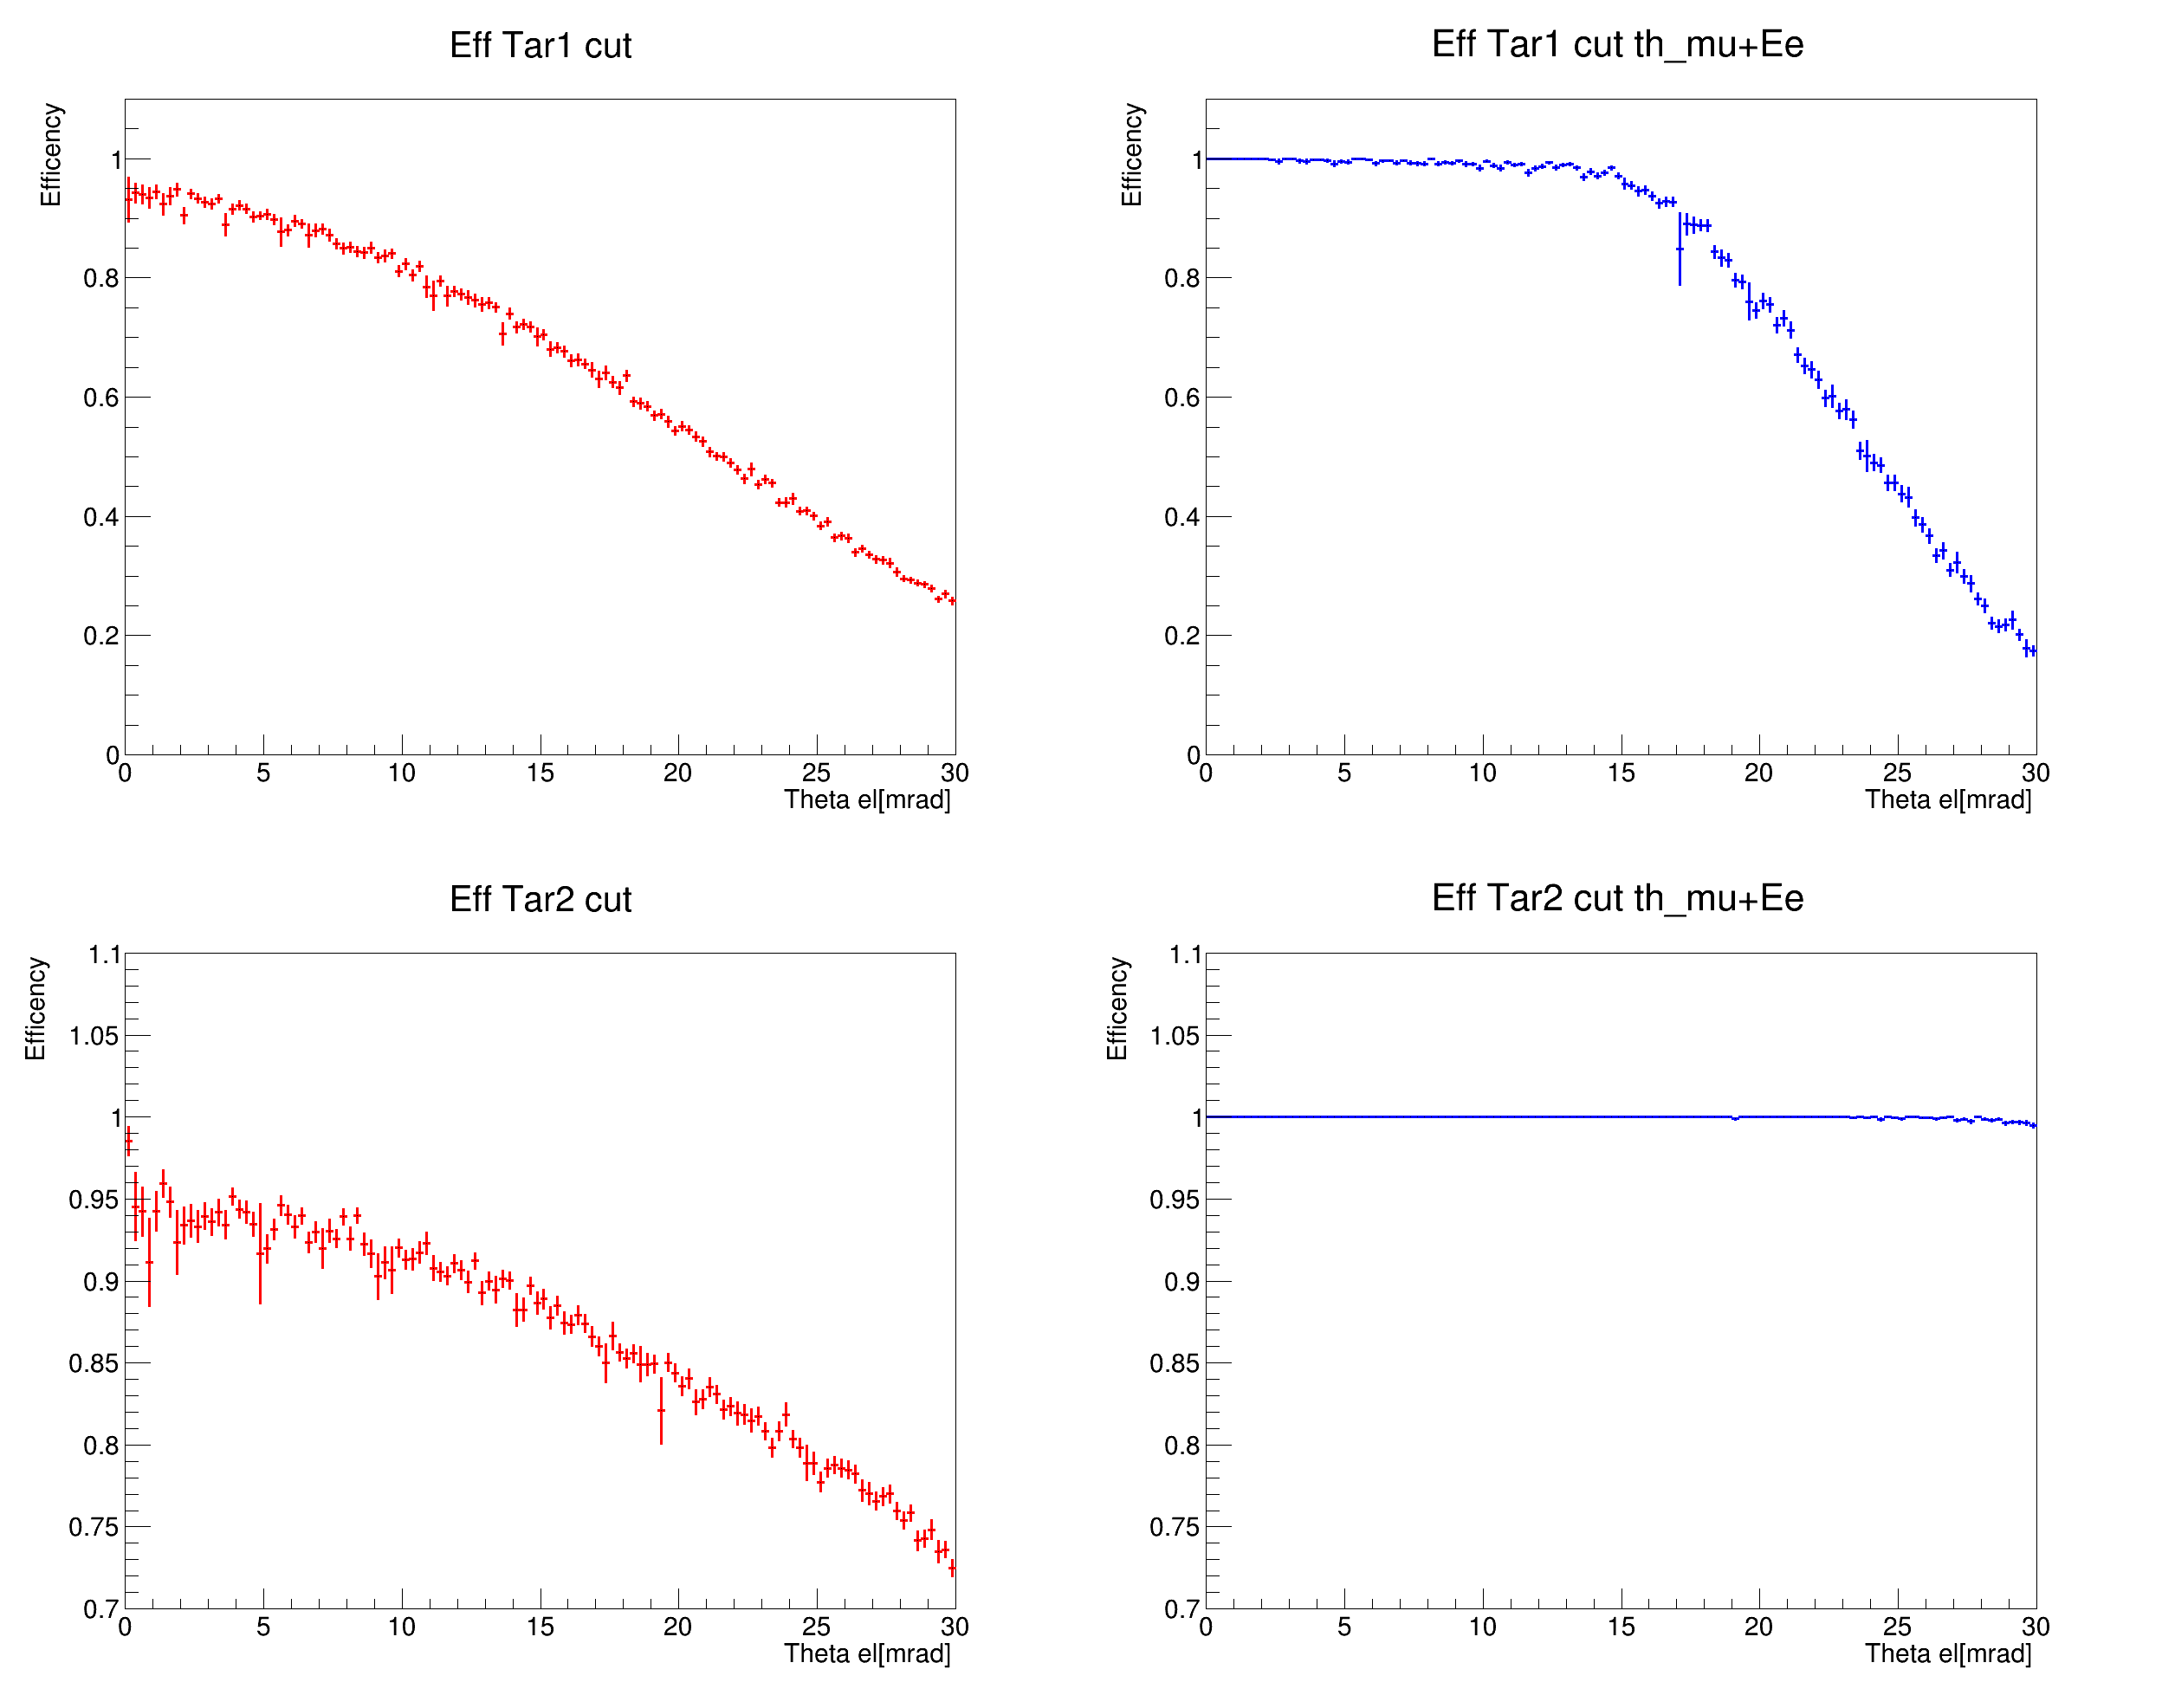 Eff Tar1 cut
Efficency
1
0.8
0.6
0.4
0.2
0
0 5 10 15 20 25 30
Theta el[mrad]
Eff Tar1 cut th_mu+Ee
Efficency
1
0.8
0.6
0.4
0.2
0
0 5 10 15 20 25 30
Theta el[mrad]
Eff Tar2 cut
Efficency
1.1
1.05
1
0.95
0.9
0.85
0.8
0.75
0.7
0 5 10 15 20 25 30
Theta el[mrad]
Eff Tar2 cut th_mu+Ee
Efficency
1.1
1.05
1
0.95
0.9
0.85
0.8
0.75
0.7
0 5 10 15 20 25 30
Theta el[mrad]